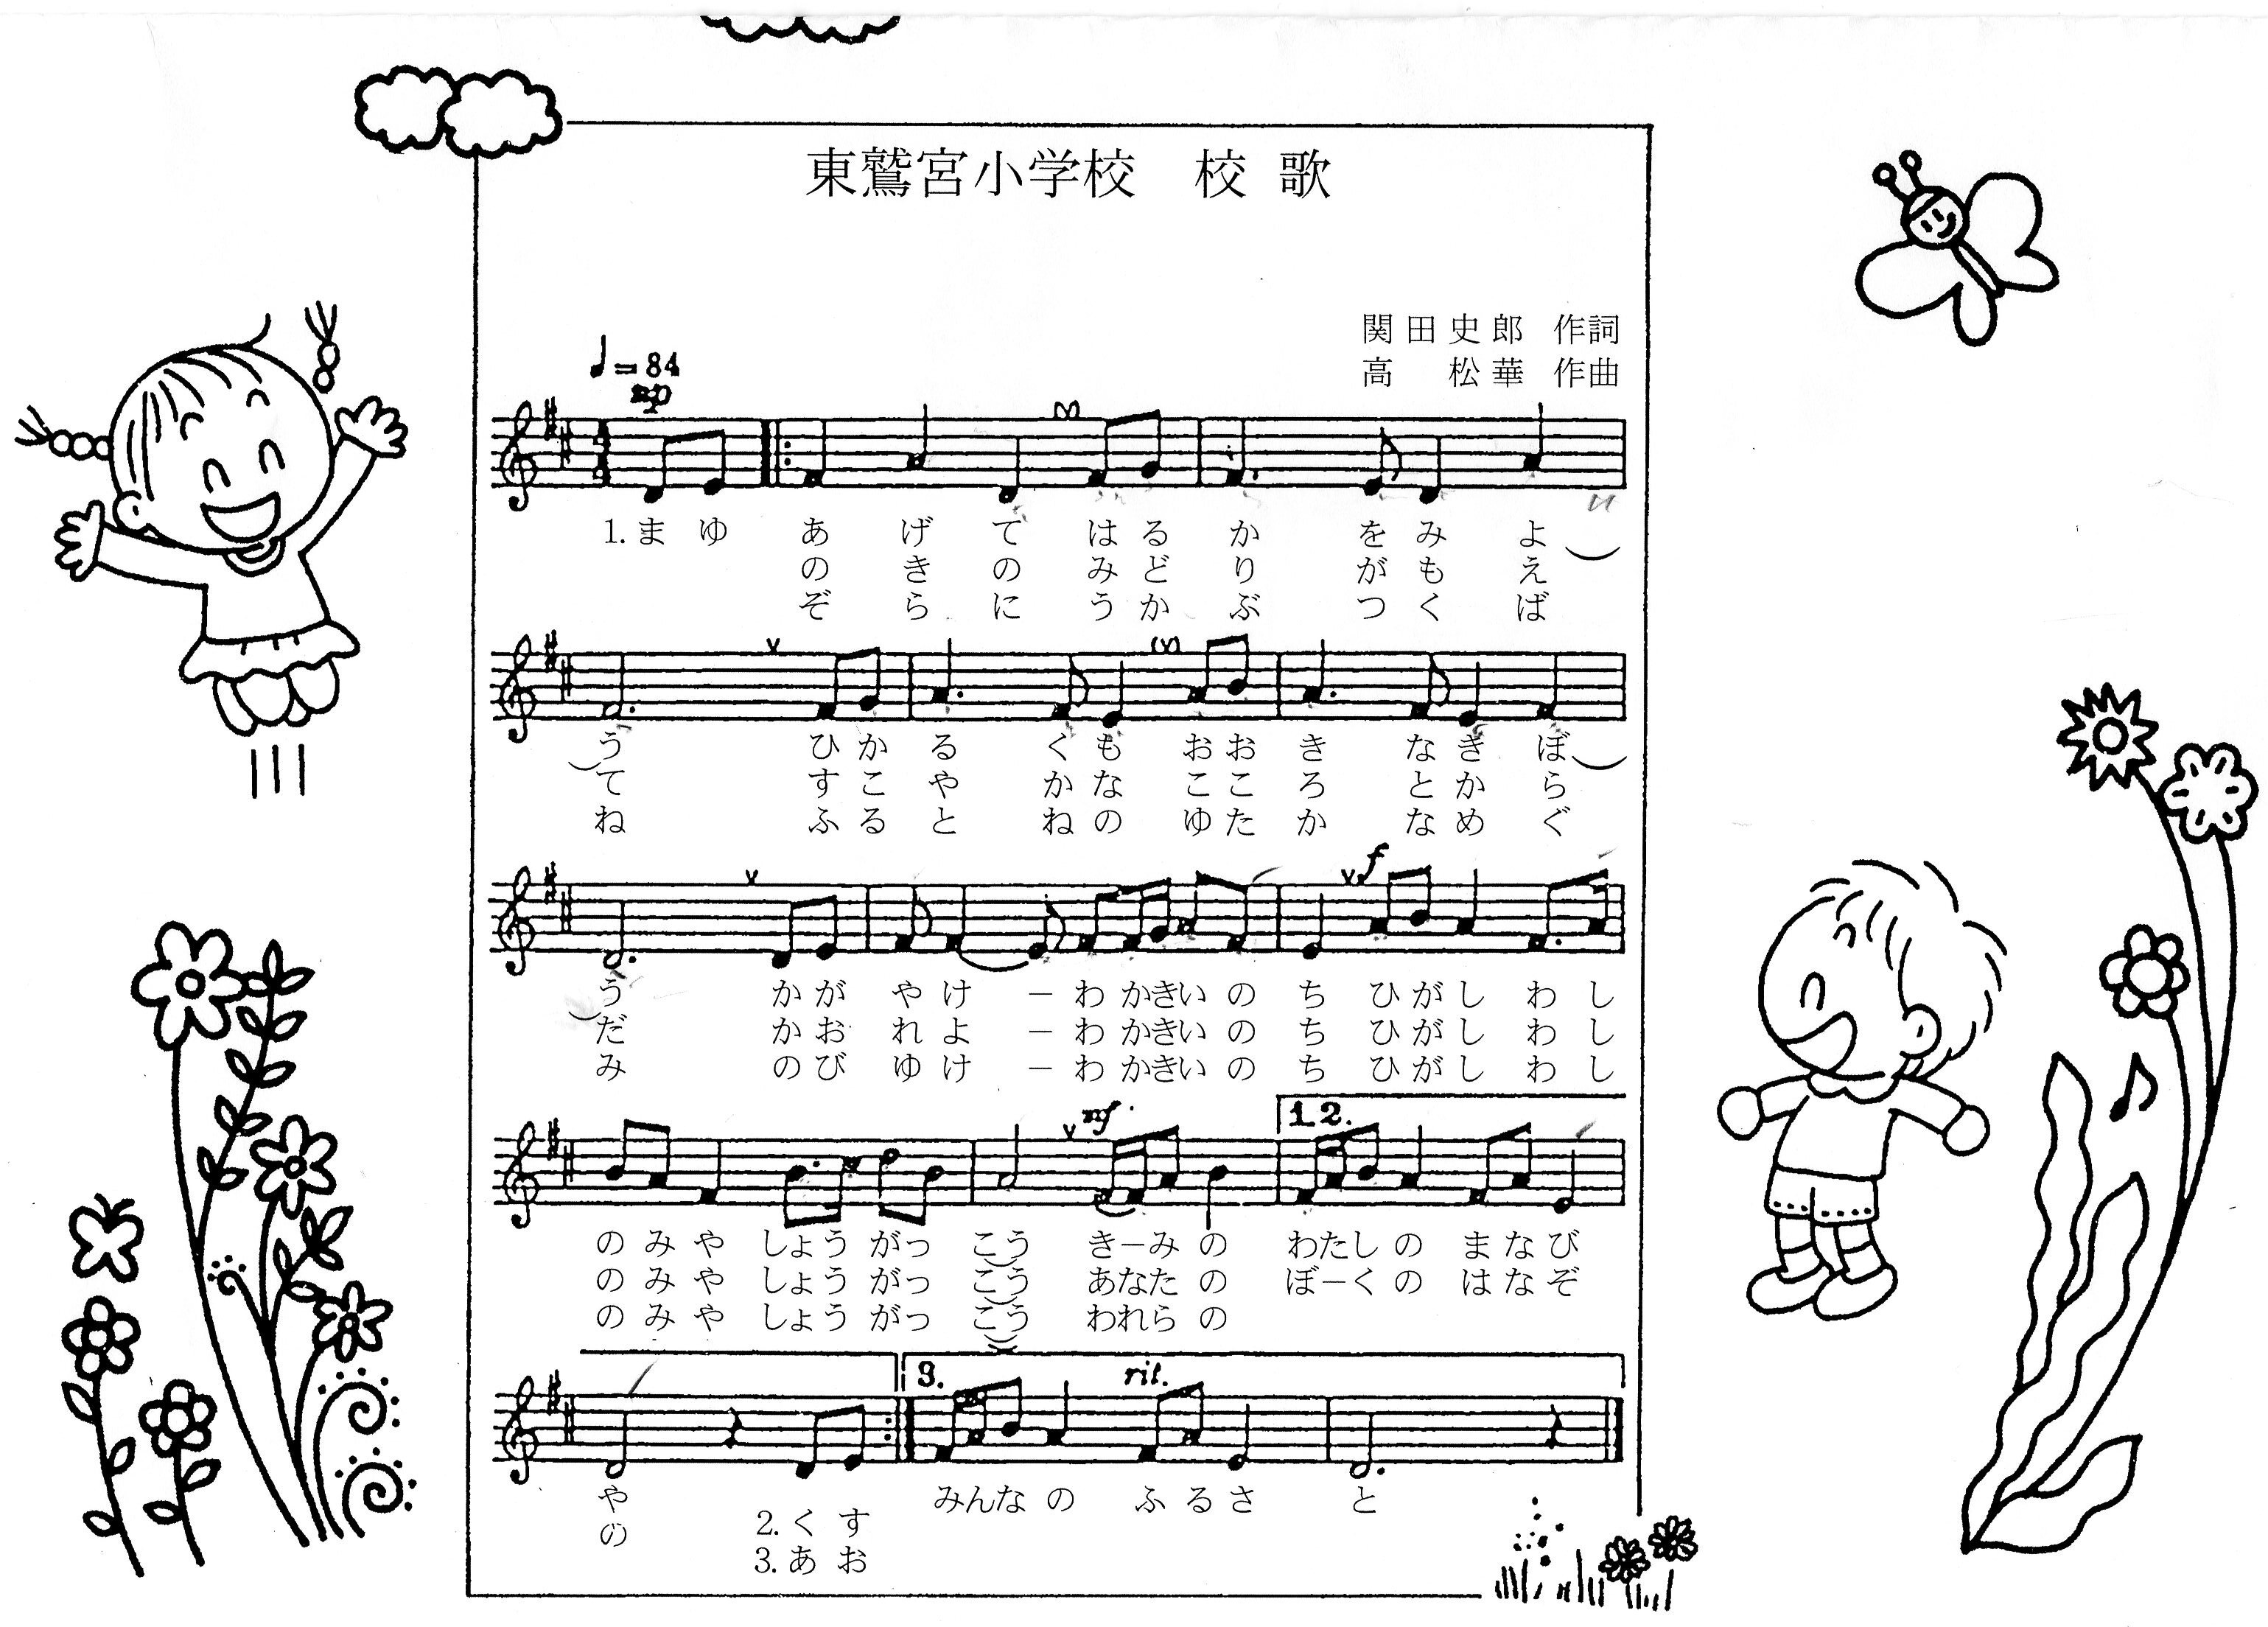 東鷲宮小学校 校歌
関田史郎 作詞
高 松華 作曲
♩=84
mp
1.まゆ あ げ て はる か を み よ
の き の みど り が も え
ぞ ら に うか ぶ つ く ば
う ひか る く も おお き な ぎ ぼ
て すこ や か な ここ ろ と か ら
ね ふる と ね の ゆた か な め ぐ
f
う かが や け ー わ かきい の ち ひがし わ し
だ かお れ よ ー わ かきい の ち ひがし わ し
み のび ゆ け ー わ かきい の ち ひがし わ し
mf
1.2.
のみや しょう がっ こう きーみ の わたし の まな び
のみや しょう がっ こう あなた の ぼーく の はな ぞ
のみや しょう がっ こう われら の
3. rit.
や みんな の ふる さ と
の 2.く す
3.あ お